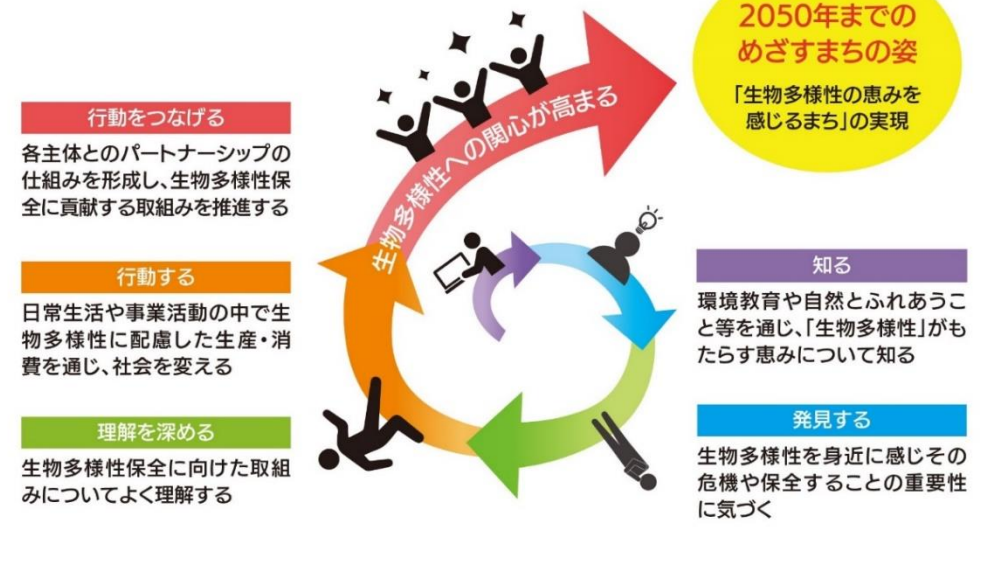 2050年までの
めざすまちの姿
「生物多様性の恵みを
感じるまち」の実現
生物多様性への関心が高まる
行動をつなげる
各主体とのパートナーシップの
仕組みを形成し、生物多様性保
全に貢献する取組みを推進する
行動する
日常生活や事業活動の中で生
物多様性に配慮した生産・消
費を通じ、社会を変える
理解を深める
生物多様性保全に向けた取組
みについてよく理解する
知る
環境教育や自然とふれあうこ
と等を通じ、「生物多様性」がも
たらす恵みについて知る
発見する
生物多様性を身近に感じその
危機や保全することの重要性
に気づく